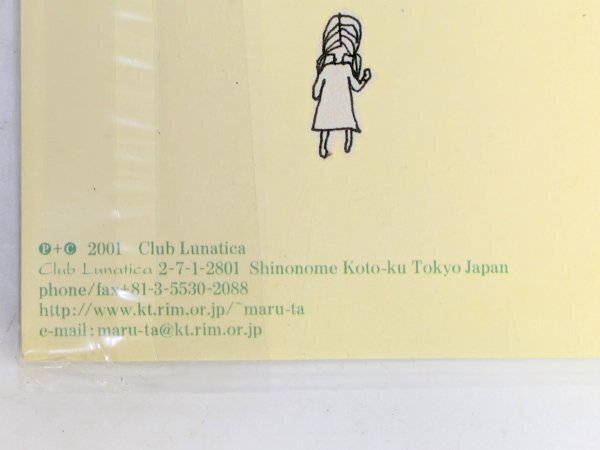 ℗+© 2001 Club Lunatica
Club Lunatica 2-7-1-2801 Shinonome Koto-ku Tokyo Japan
phone/fax+81-3-5530-2088
http://www.kt.rim.or.jp/~maru-ta
e-mail:maru-ta@kt.rim.or.jp